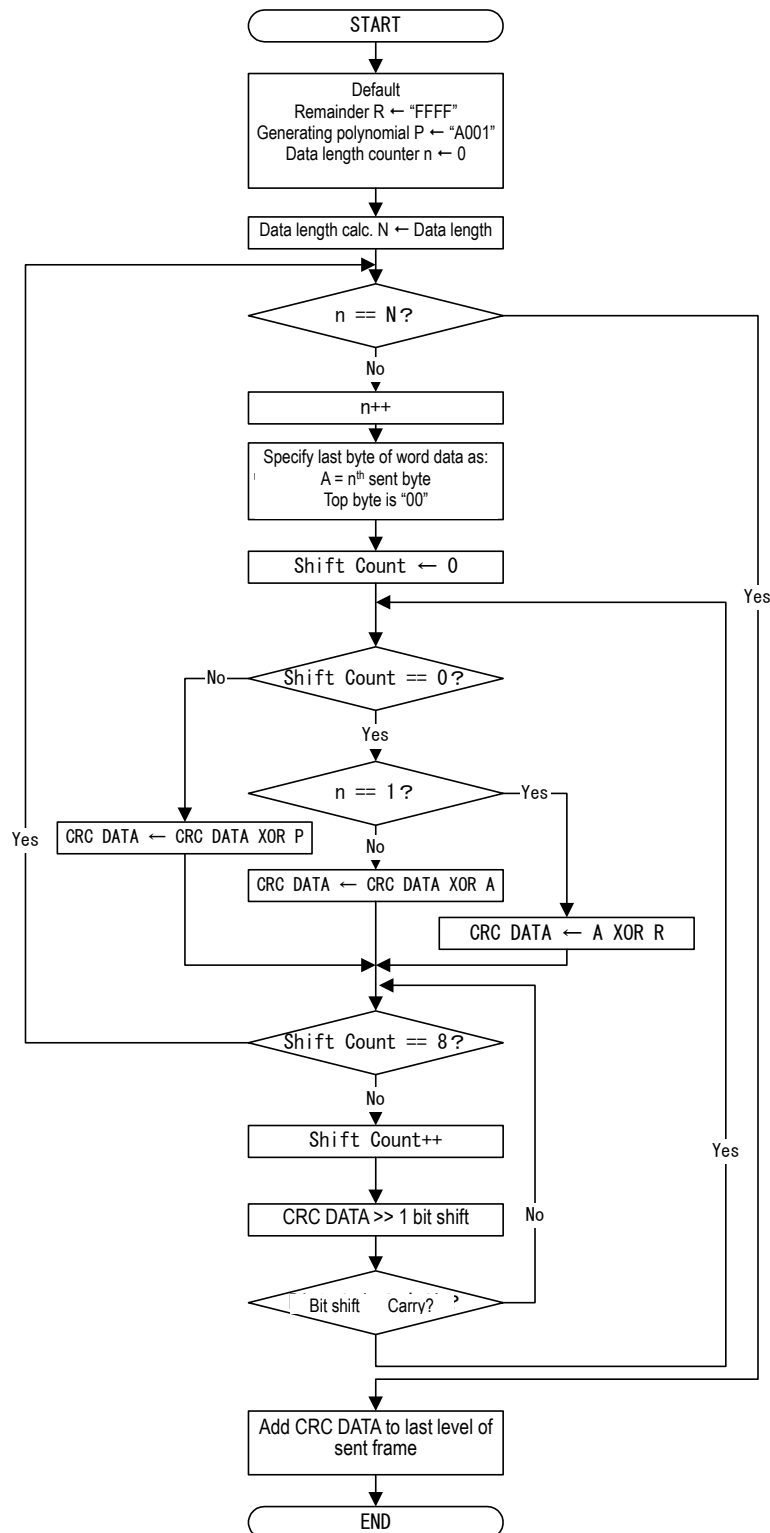 START
Default
Remainder R ← “FFFF”
Generating polynomial P ← “A001”
Data length counter n ← 0
Data length calc. N ← Data length
n == N?
No
n++
Specify last byte of word data as:
A = nth sent byte
Top byte is “00”
Shift Count ← 0
Yes
Shift Count == 0?
No
Yes
n == 1?
Yes
No
Yes
CRC DATA ← CRC DATA XOR P
CRC DATA ← CRC DATA XOR A
CRC DATA ← A XOR R
Shift Count == 8?
No
Shift Count++
Yes
CRC DATA >> 1 bit shift
No
Bit shift Carry?
Add CRC DATA to last level of
sent frame
END